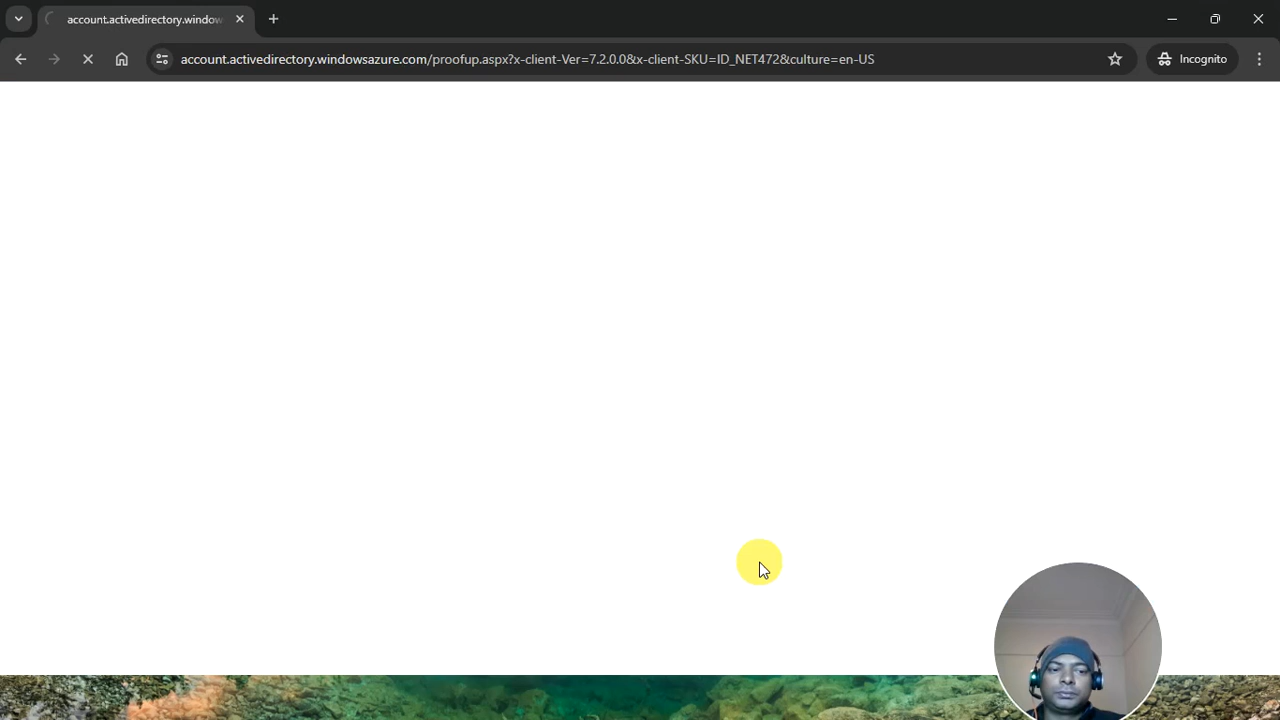 account.activedirectory.window
account.activedirectory.windowsazure.com/proofup.aspx?x-client-Ver=7.2.0.0&x-client-SKU=ID_NET472&culture=en-US
Incognito